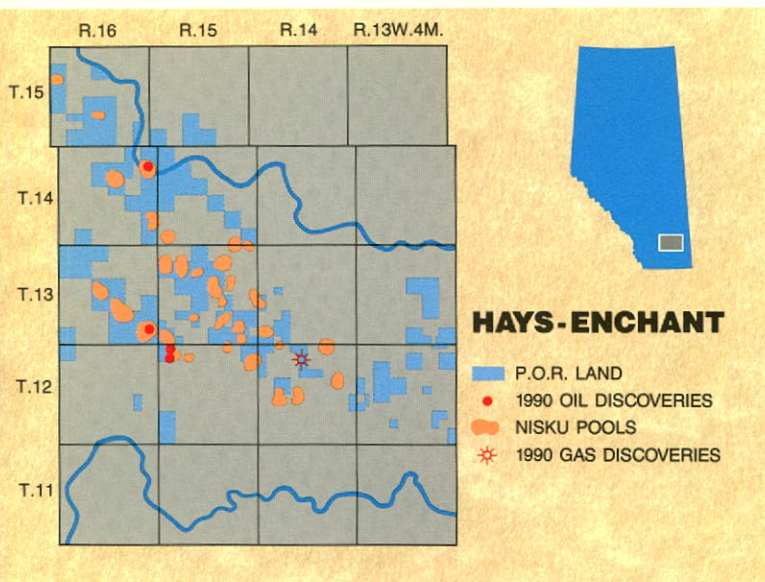 R.16 R.15 R.14 R.13W.4M.
T.15
T.14
T.13
T.12
T.11
HAYS-ENCHANT
P.O.R. LAND
1990 OIL DISCOVERIES
NISKU POOLS
1990 GAS DISCOVERIES